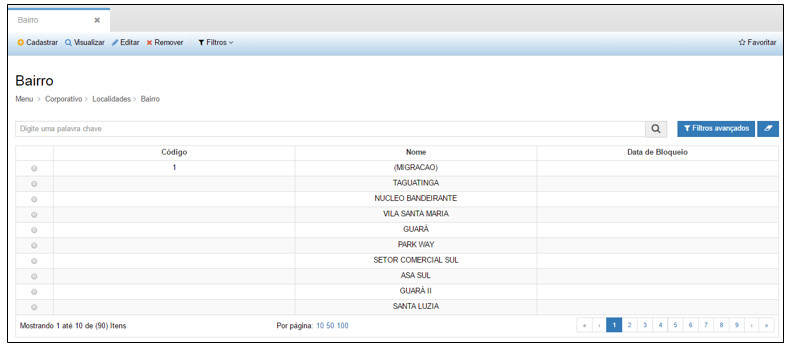 Bairro ×
Cadastrar Visualizar Editar Remover Filtros Favoritar
Bairro
Menu > Corporativo > Localidades > Bairro
Digite uma palavra chave Filtros avançados
Código Nome Data de Bloqueio
1 (MIGRACAO)
TAGUATINGA
NUCLEO BANDEIRANTE
VILA SANTA MARIA
GUARÁ
PARK WAY
SETOR COMERCIAL SUL
ASA SUL
GUARÁ II
SANTA LUZIA
Mostrando 1 até 10 de (90) Itens Por página: 10 50 100 « ‹ 1 2 3 4 5 6 7 8 9 › »